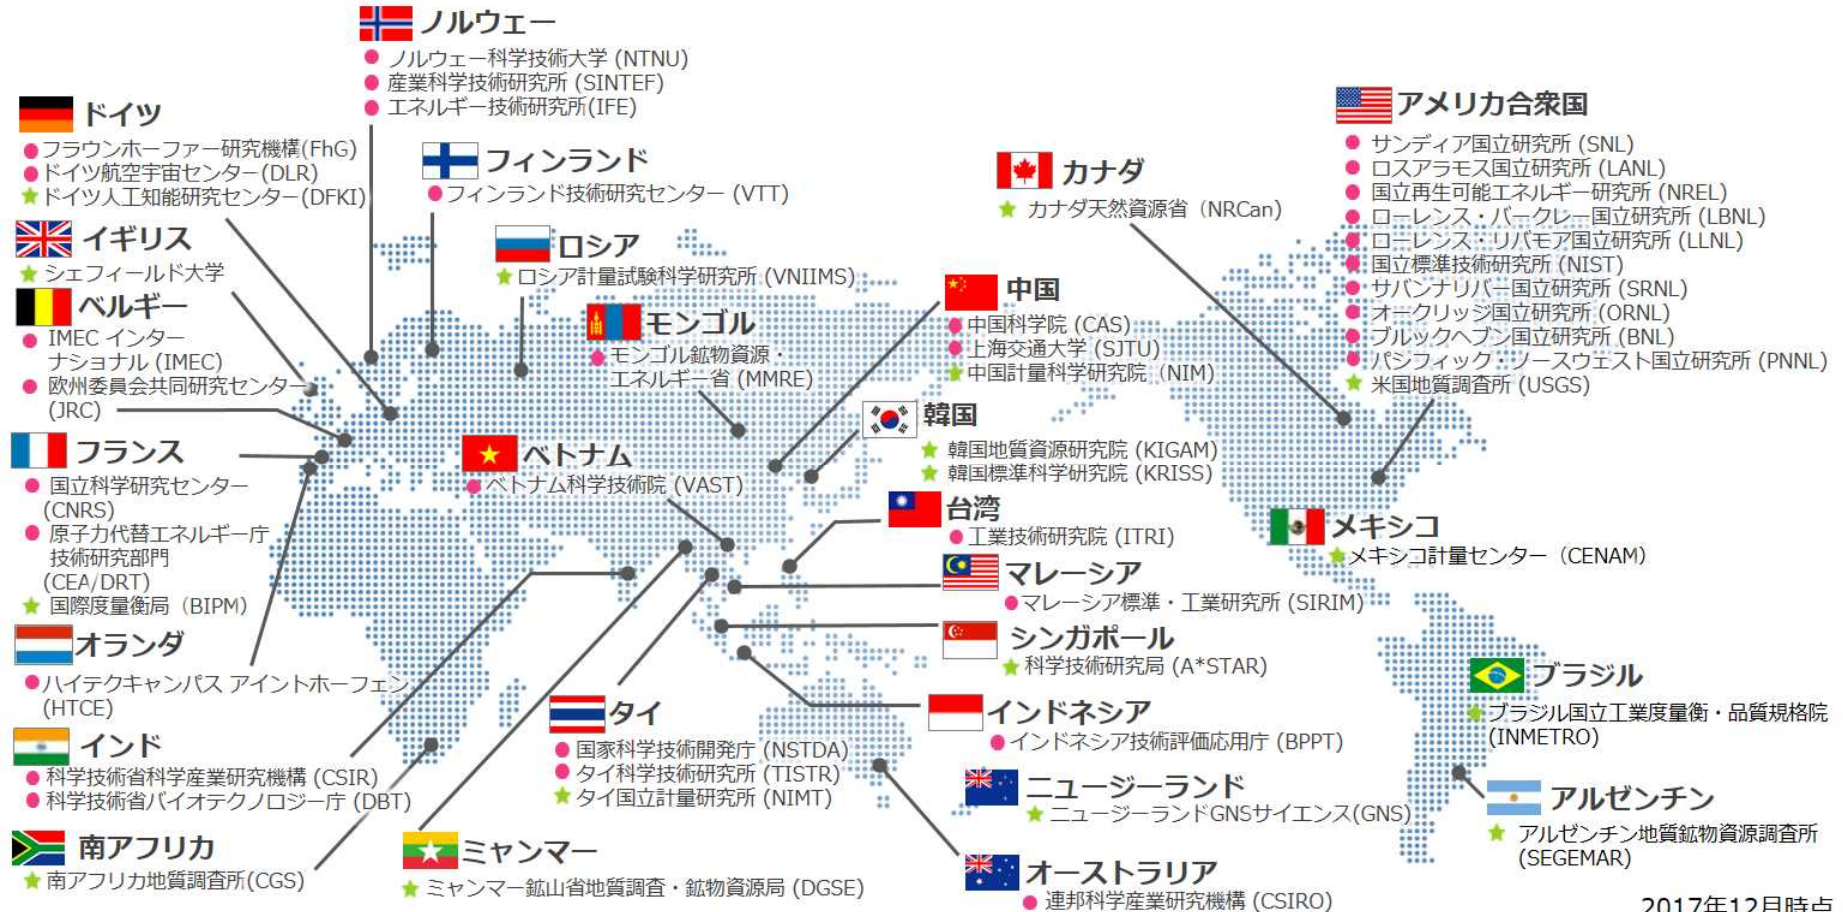 ノルウェー
ノルウェー科学技術大学 (NTNU)
産業科学技術研究所 (SINTEF)
エネルギー技術研究所(IFE)
ドイツ
フラウンホーファー研究機構(FhG)
ドイツ航空宇宙センター(DLR)
ドイツ人工知能研究センター(DFKI)
フィンランド
フィンランド技術研究センター (VTT)
イギリス
シェフィールド大学
ロシア
ロシア計量試験科学研究所 (VNIIMS)
ベルギー
IMEC インター
ナショナル (IMEC)
欧州委員会共同研究センター
(JRC)
モンゴル
モンゴル鉱物資源・
エネルギー省 (MMRE)
フランス
国立科学研究センター
(CNRS)
原子力代替エネルギー庁
技術研究部門
(CEA/DRT)
国際度量衡局（BIPM)
ベトナム
ベトナム科学技術院 (VAST)
オランダ
ハイテクキャンパス アイントホーフェン
(HTCE)
インド
科学技術省科学産業研究機構 (CSIR)
科学技術省バイオテクノロジー庁 (DBT)
南アフリカ
南アフリカ地質調査所(CGS)
タイ
国家科学技術開発庁 (NSTDA)
タイ科学技術研究所 (TISTR)
タイ国立計量研究所 (NIMT)
ミャンマー
ミャンマー鉱山省地質調査・鉱物資源局 (DGSE)
カナダ
カナダ天然資源省（NRCan)
中国
中国科学院 (CAS)
上海交通大学 (SJTU)
中国計量科学研究院（NIM)
韓国
韓国地質資源研究院 (KIGAM)
韓国標準科学研究院 (KRISS)
台湾
工業技術研究院 (ITRI)
マレーシア
マレーシア標準・工業研究所 (SIRIM)
シンガポール
科学技術研究局 (A*STAR)
インドネシア
インドネシア技術評価応用庁 (BPPT)
ニュージーランド
ニュージーランドGNSサイエンス(GNS)
オーストラリア
連邦科学産業研究機構 (CSIRO)
アメリカ合衆国
サンディア国立研究所 (SNL)
ロスアラモス国立研究所 (LANL)
国立再生可能エネルギー研究所 (NREL)
ローレンス・バークレー国立研究所 (LBNL)
ローレンス・リバモア国立研究所 (LLNL)
国立標準技術研究所 (NIST)
サバンナリバー国立研究所 (SRNL)
オークリッジ国立研究所 (ORNL)
ブルックヘブン国立研究所 (BNL)
パシフィック・ノースウェスト国立研究所 (PNNL)
米国地質調査所 (USGS)
メキシコ
メキシコ計量センター（CENAM）
ブラジル
ブラジル国立工業度量衡・品質規格院
(INMETRO)
アルゼンチン
アルゼンチン地質鉱物資源調査所
(SEGEMAR)
2017年12月時点